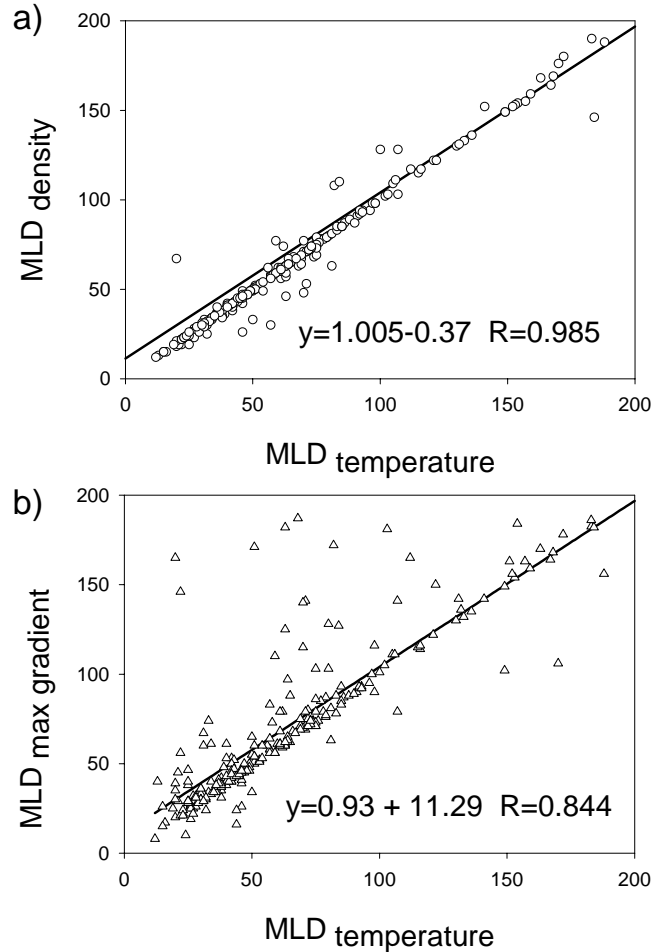 a)
200
150
100
50
0
MLD density
y=1.005-0.37 R=0.985
0 50 100 150 200
MLD temperature
b)
200
150
100
50
0
MLD max gradient
y=0.93 + 11.29 R=0.844
0 50 100 150 200
MLD temperature